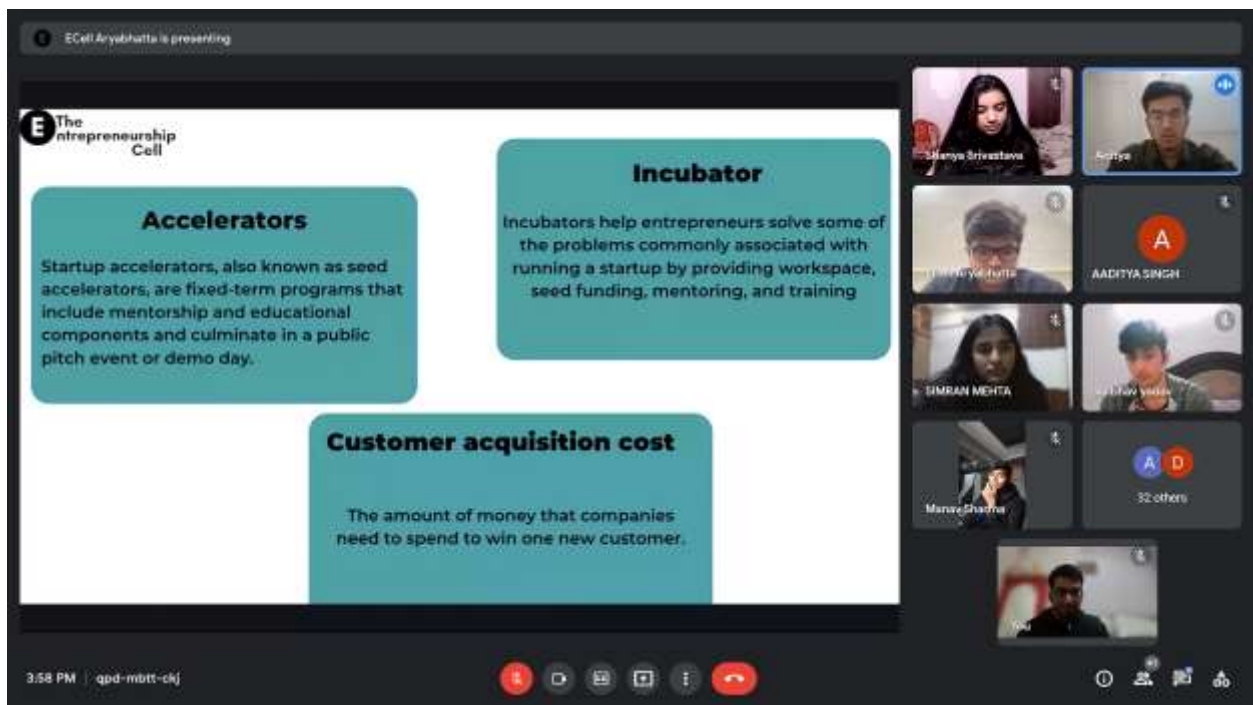 ECell Aryabhatta is presenting
E The
ntrepreneurship
Cell
Accelerators
Startup accelerators, also known as seed
accelerators, are fixed-term programs that
include mentorship and educational
components and culminate in a public
pitch event or demo day.
Incubator
Incubators help entrepreneurs solve some of
the problems commonly associated with
running a startup by providing workspace,
seed funding, mentoring, and training
Customer acquisition cost
The amount of money that companies
need to spend to win one new customer.
Srivastava
Aditya
A
AADITYA SINGH
SIMRAN MEHTA
Manav Sharma
A D
32 others
You
3:58 PM | qpd-mbtt-ckj